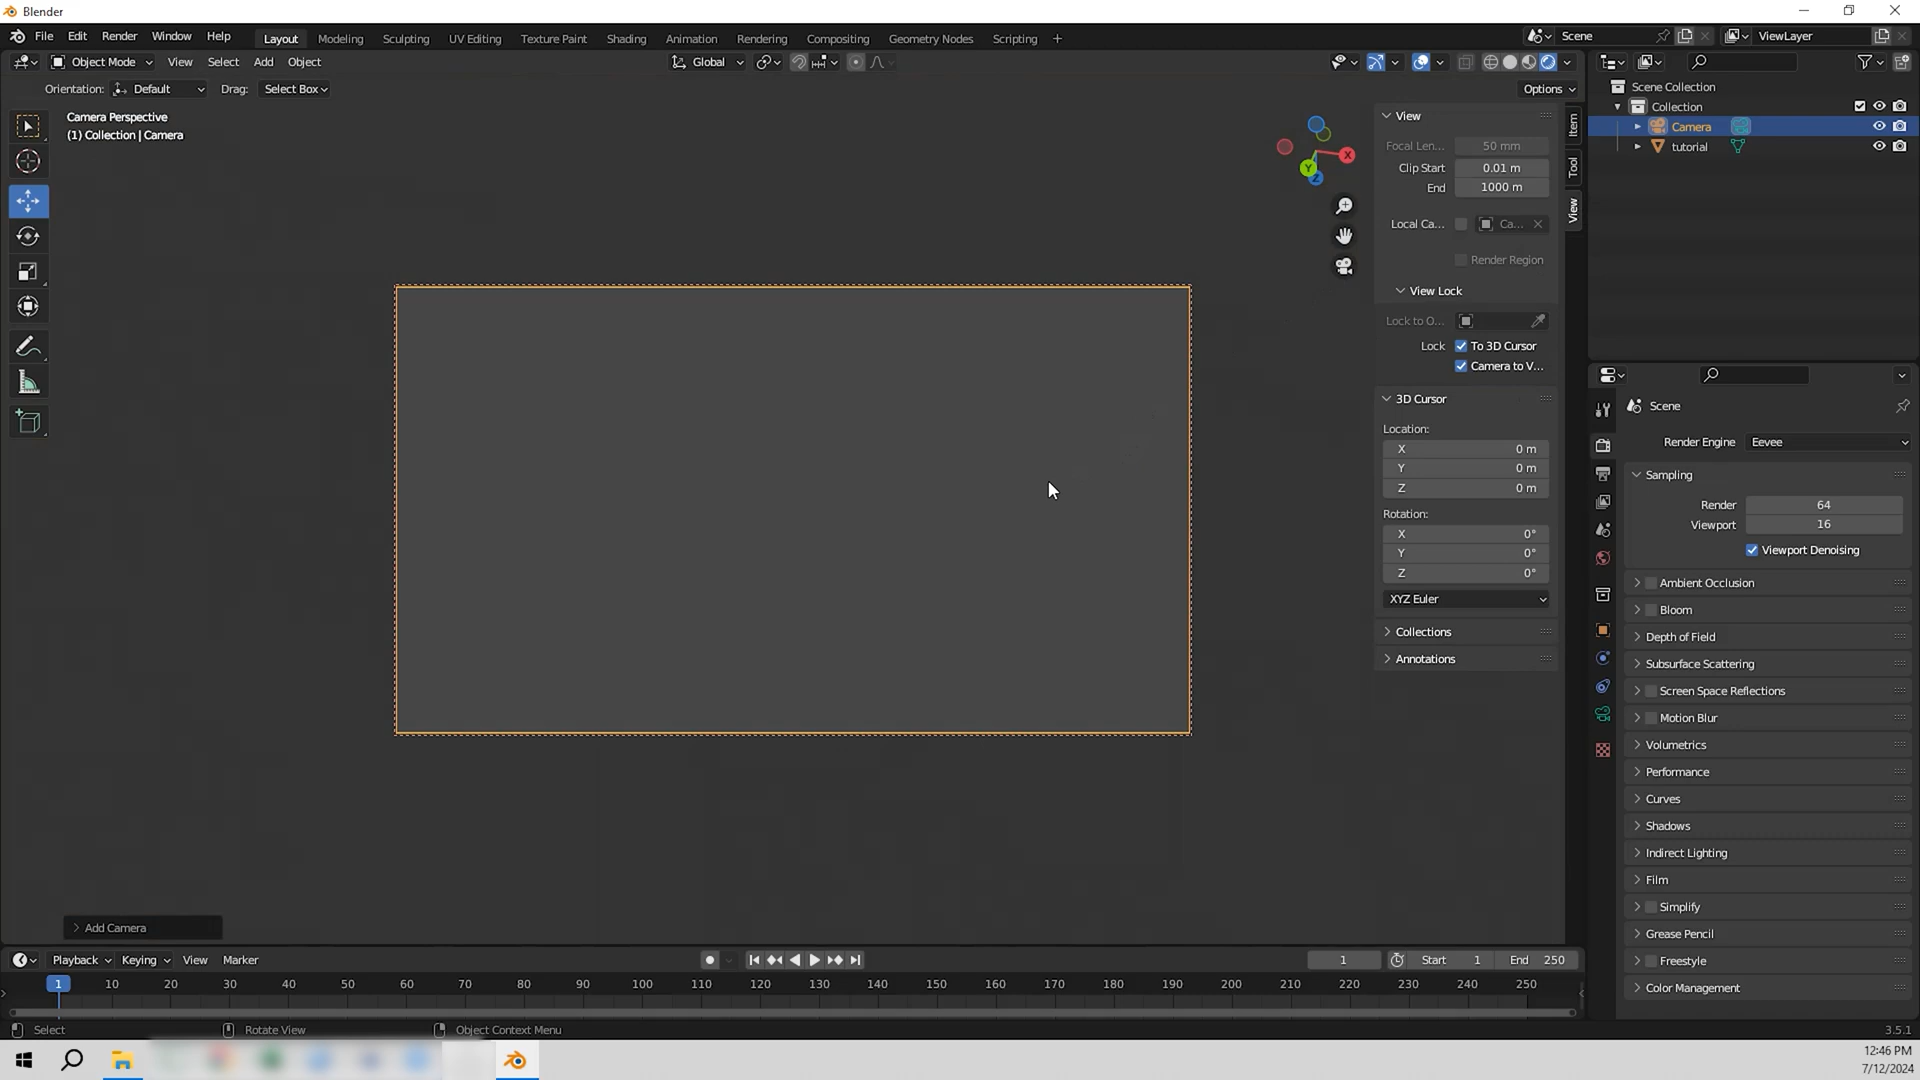 Blender
File Edit Render Window Help Layout Modeling Sculpting UV Editing Texture Paint Shading Animation Rendering Compositing Geometry Nodes Scripting + Scene ViewLayer
Object Mode View Select Add Object Global
Orientation: Default Drag: Select Box Options
Camera Perspective
(1) Collection | Camera
X
Y
Z
View
Focal Len... 50 mm
Clip Start 0.01 m
End 1000 m
Local Ca... Ca...
Render Region
View Lock
Lock to O...
Lock To 3D Cursor
Camera to V...
3D Cursor
Location:
X 0 m
Y 0 m
Z 0 m
Rotation:
X 0°
Y 0°
Z 0°
XYZ Euler
Collections
Annotations
Item
Tool
View
Scene Collection
Collection
Camera
tutorial
Scene
Render Engine Eevee
Sampling
Render 64
Viewport 16
Viewport Denoising
Ambient Occlusion
Bloom
Depth of Field
Subsurface Scattering
Screen Space Reflections
Motion Blur
Volumetrics
Performance
Curves
Shadows
Indirect Lighting
Film
Simplify
Grease Pencil
Freestyle
Color Management
Add Camera
Playback Keying View Marker 1 Start 1 End 250
1 10 20 30 40 50 60 70 80 90 100 110 120 130 140 150 160 170 180 190 200 210 220 230 240 250
Select Rotate View Object Context Menu 3.5.1
12:46 PM
7/12/2024